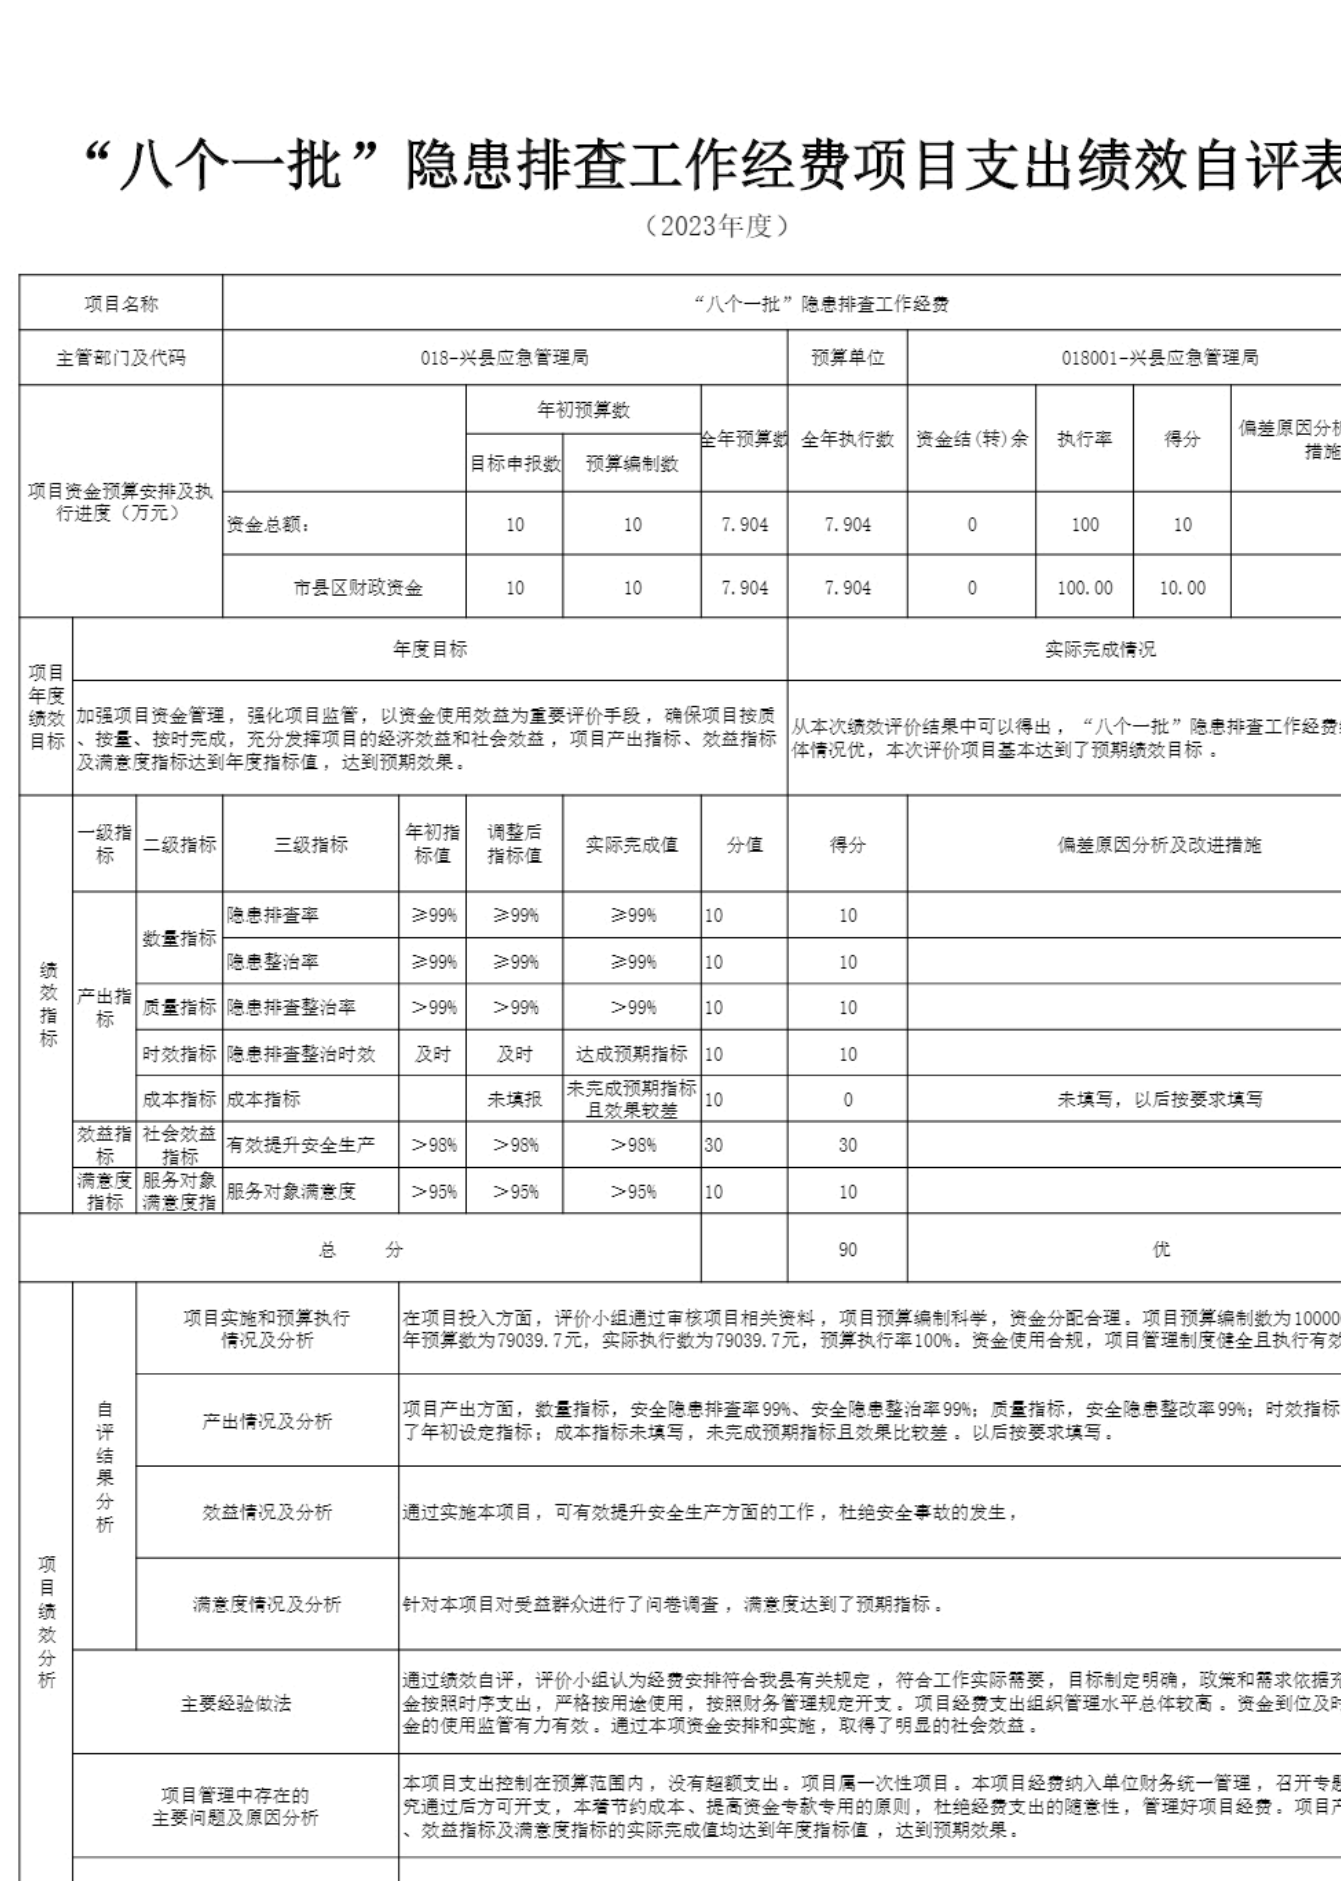 “八个一批”隐患排查工作经费项目支出绩效自评表
（2023年度）
项目名称 “八个一批”隐患排查工作经费
主管部门及代码 018-兴县应急管理局 预算单位 018001-兴县应急管理局
项目资金预算安排及执
行进度（万元）
年初预算数
目标申报数 预算编制数
全年预算数 全年执行数 资金结(转)余 执行率 得分
偏差原因分析
措施
资金总额： 10 10 7.904 7.904 0 100 10
市县区财政资金 10 10 7.904 7.904 0 100.00 10.00
项目
年度
绩效
目标
年度目标 实际完成情况
加强项目资金管理，强化项目监管，以资金使用效益为重要评价手段，确保项目按质
、按量、按时完成，充分发挥项目的经济效益和社会效益，项目产出指标、效益指标
及满意度指标达到年度指标值，达到预期效果。
从本次绩效评价结果中可以得出，“八个一批”隐患排查工作经费
体情况优，本次评价项目基本达到了预期绩效目标。
绩
效
指
标
一级指
标
二级指标 三级指标
年初指
标值
调整后
指标值
实际完成值 分值 得分 偏差原因分析及改进措施
产出指
标
数量指标
隐患排查率 ≥99% ≥99% ≥99% 10 10
隐患整治率 ≥99% ≥99% ≥99% 10 10
质量指标 隐患排查整治率 >99% >99% >99% 10 10
时效指标 隐患排查整治时效 及时 及时 达成预期指标 10 10
成本指标 成本指标 未填报
未完成预期指标
且效果较差
10 0 未填写，以后按要求填写
效益指
标
社会效益
指标
有效提升安全生产 >98% >98% >98% 30 30
满意度
指标
服务对象
满意度指
服务对象满意度 >95% >95% >95% 10 10
总 分 90 优
项
目
绩
效
分
析
自
评
结
果
分
析
项目实施和预算执行
情况及分析
在项目投入方面，评价小组通过审核项目相关资料，项目预算编制科学，资金分配合理。项目预算编制数为10000
年预算数为79039.7元，实际执行数为79039.7元，预算执行率100%。资金使用合规，项目管理制度健全且执行有效
产出情况及分析
项目产出方面，数量指标，安全隐患排查率99%、安全隐患整治率99%；质量指标，安全隐患整改率99%；时效指标
了年初设定指标；成本指标未填写，未完成预期指标且效果比较差。以后按要求填写。
效益情况及分析
通过实施本项目，可有效提升安全生产方面的工作，杜绝安全事故的发生，
满意度情况及分析
针对本项目对受益群众进行了问卷调查，满意度达到了预期指标。
主要经验做法
通过绩效自评，评价小组认为经费安排符合我县有关规定，符合工作实际需要，目标制定明确，政策和需求依据充
金按照时序支出，严格按用途使用，按照财务管理规定开支。项目经费支出组织管理水平总体较高。资金到位及时
金的使用监管有力有效。通过本项资金安排和实施，取得了明显的社会效益。
项目管理中存在的
主要问题及原因分析
本项目支出控制在预算范围内，没有超额支出。项目属一次性项目。本项目经费纳入单位财务统一管理，召开专题
究通过后方可开支，本着节约成本、提高资金专款专用的原则，杜绝经费支出的随意性，管理好项目经费。项目产
、效益指标及满意度指标的实际完成值均达到年度指标值，达到预期效果。